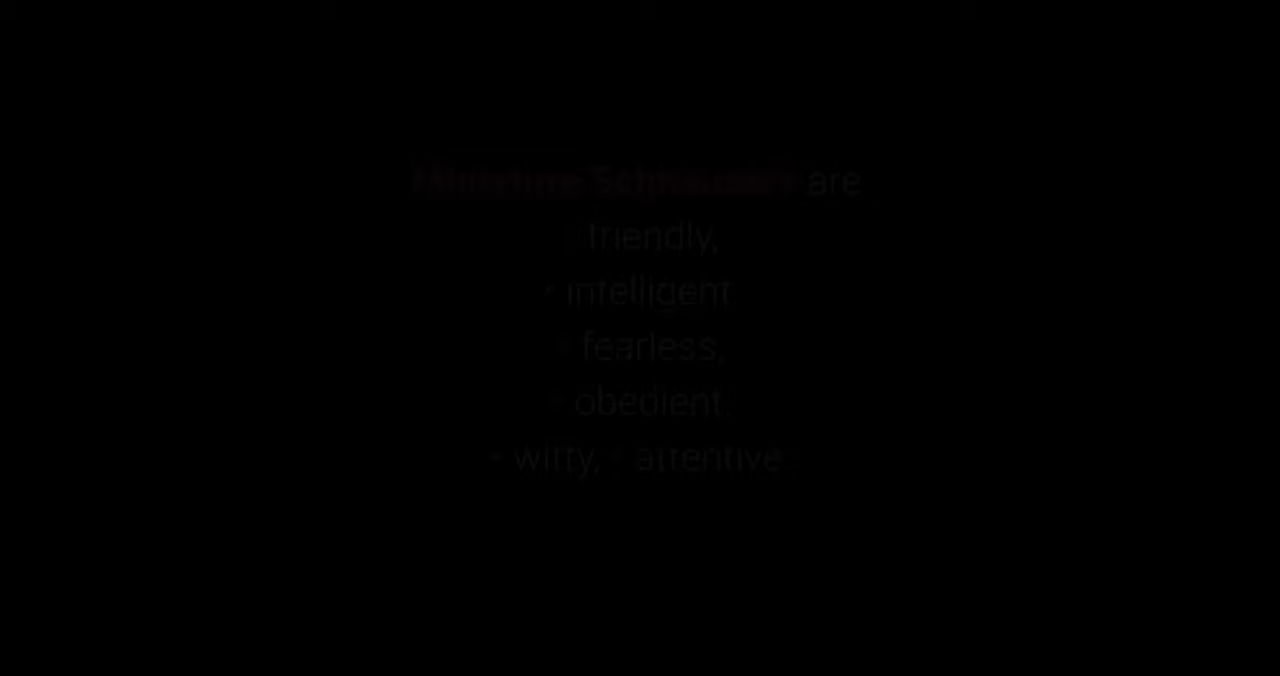 Miniature Schnauzers are
• friendly,
• intelligent,
• fearless,
• obedient,
• witty, • attentive.